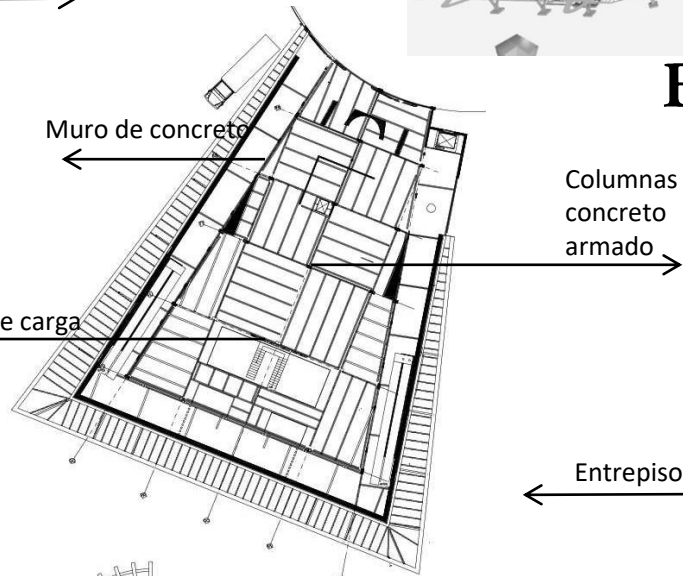 Muro de concreto
Columnas
concreto
armado
e carga
Entrepiso